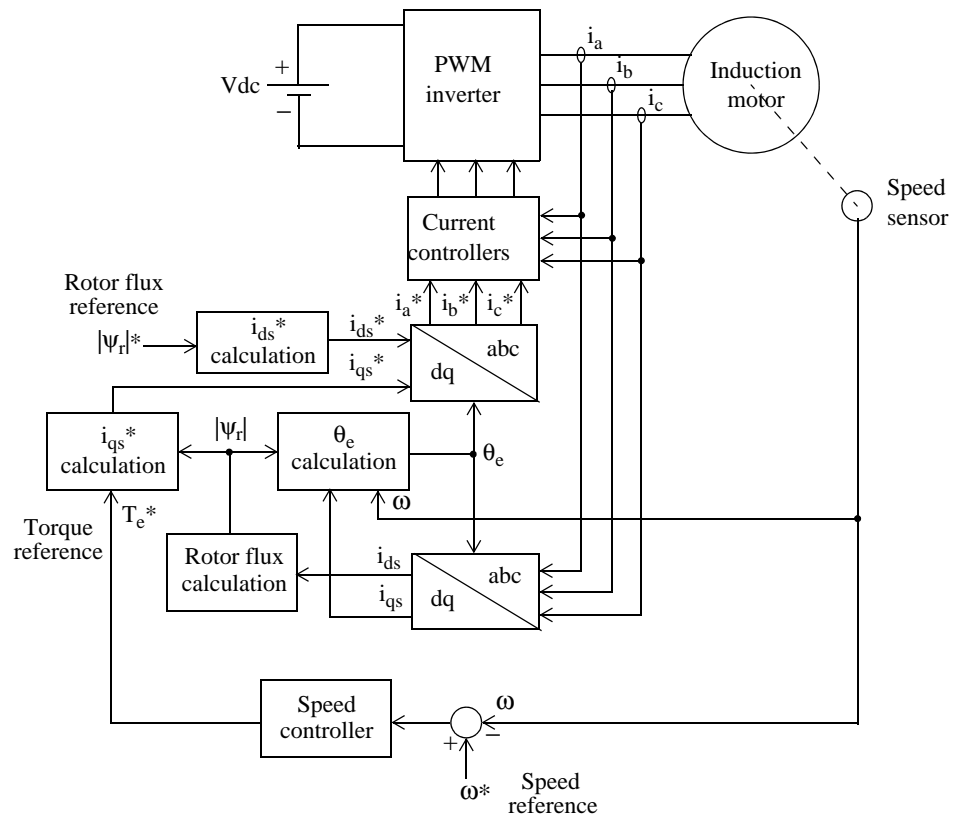 i_a
i_b
i_c
PWM
inverter
Induction
motor
Vdc
+
−
Speed
sensor
Current
controllers
Rotor flux
reference
|ψ_r|*
i_ds*
calculation
i_ds*
i_qs*
i_a* i_b* i_c*
abc
dq
i_qs*
calculation
|ψ_r|
θ_e
calculation
θ_e
ω
T_e*
Torque
reference
Rotor flux
calculation
i_ds
i_qs
abc
dq
Speed
controller
ω
+
−
ω*
Speed
reference